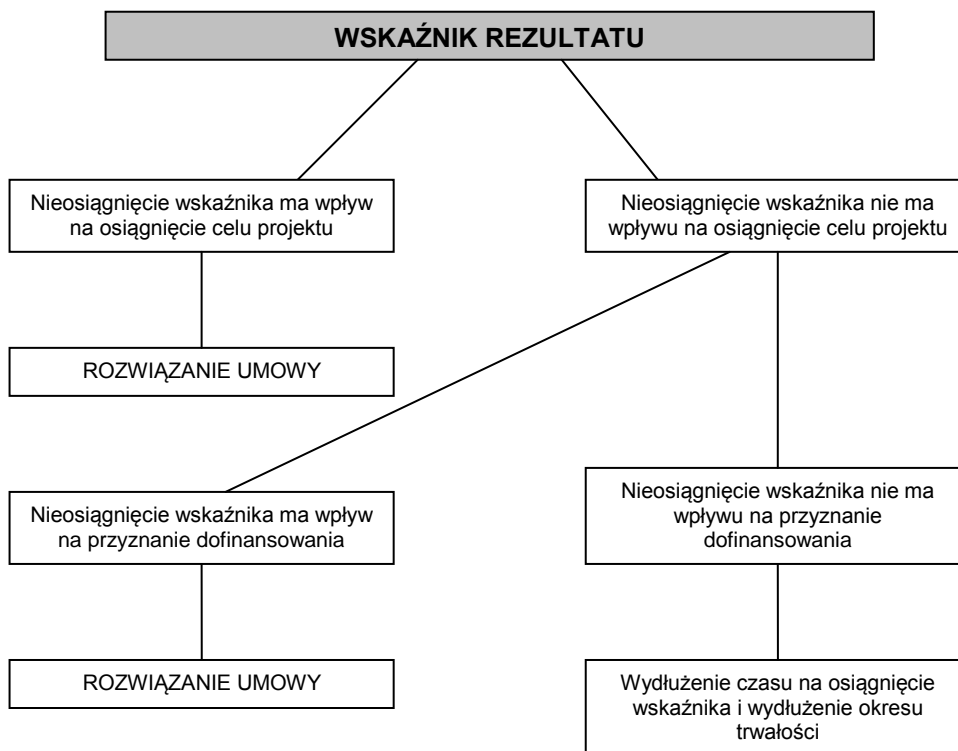 WSKAŹNIK REZULTATU
Nieosiągnięcie wskaźnika ma wpływ
na osiągnięcie celu projektu
Nieosiągnięcie wskaźnika nie ma
wpływu na osiągnięcie celu projektu
ROZWIĄZANIE UMOWY
Nieosiągnięcie wskaźnika ma wpływ
na przyznanie dofinansowania
Nieosiągnięcie wskaźnika nie ma
wpływu na przyznanie
dofinansowania
ROZWIĄZANIE UMOWY
Wydłużenie czasu na osiągnięcie
wskaźnika i wydłużenie okresu
trwałości